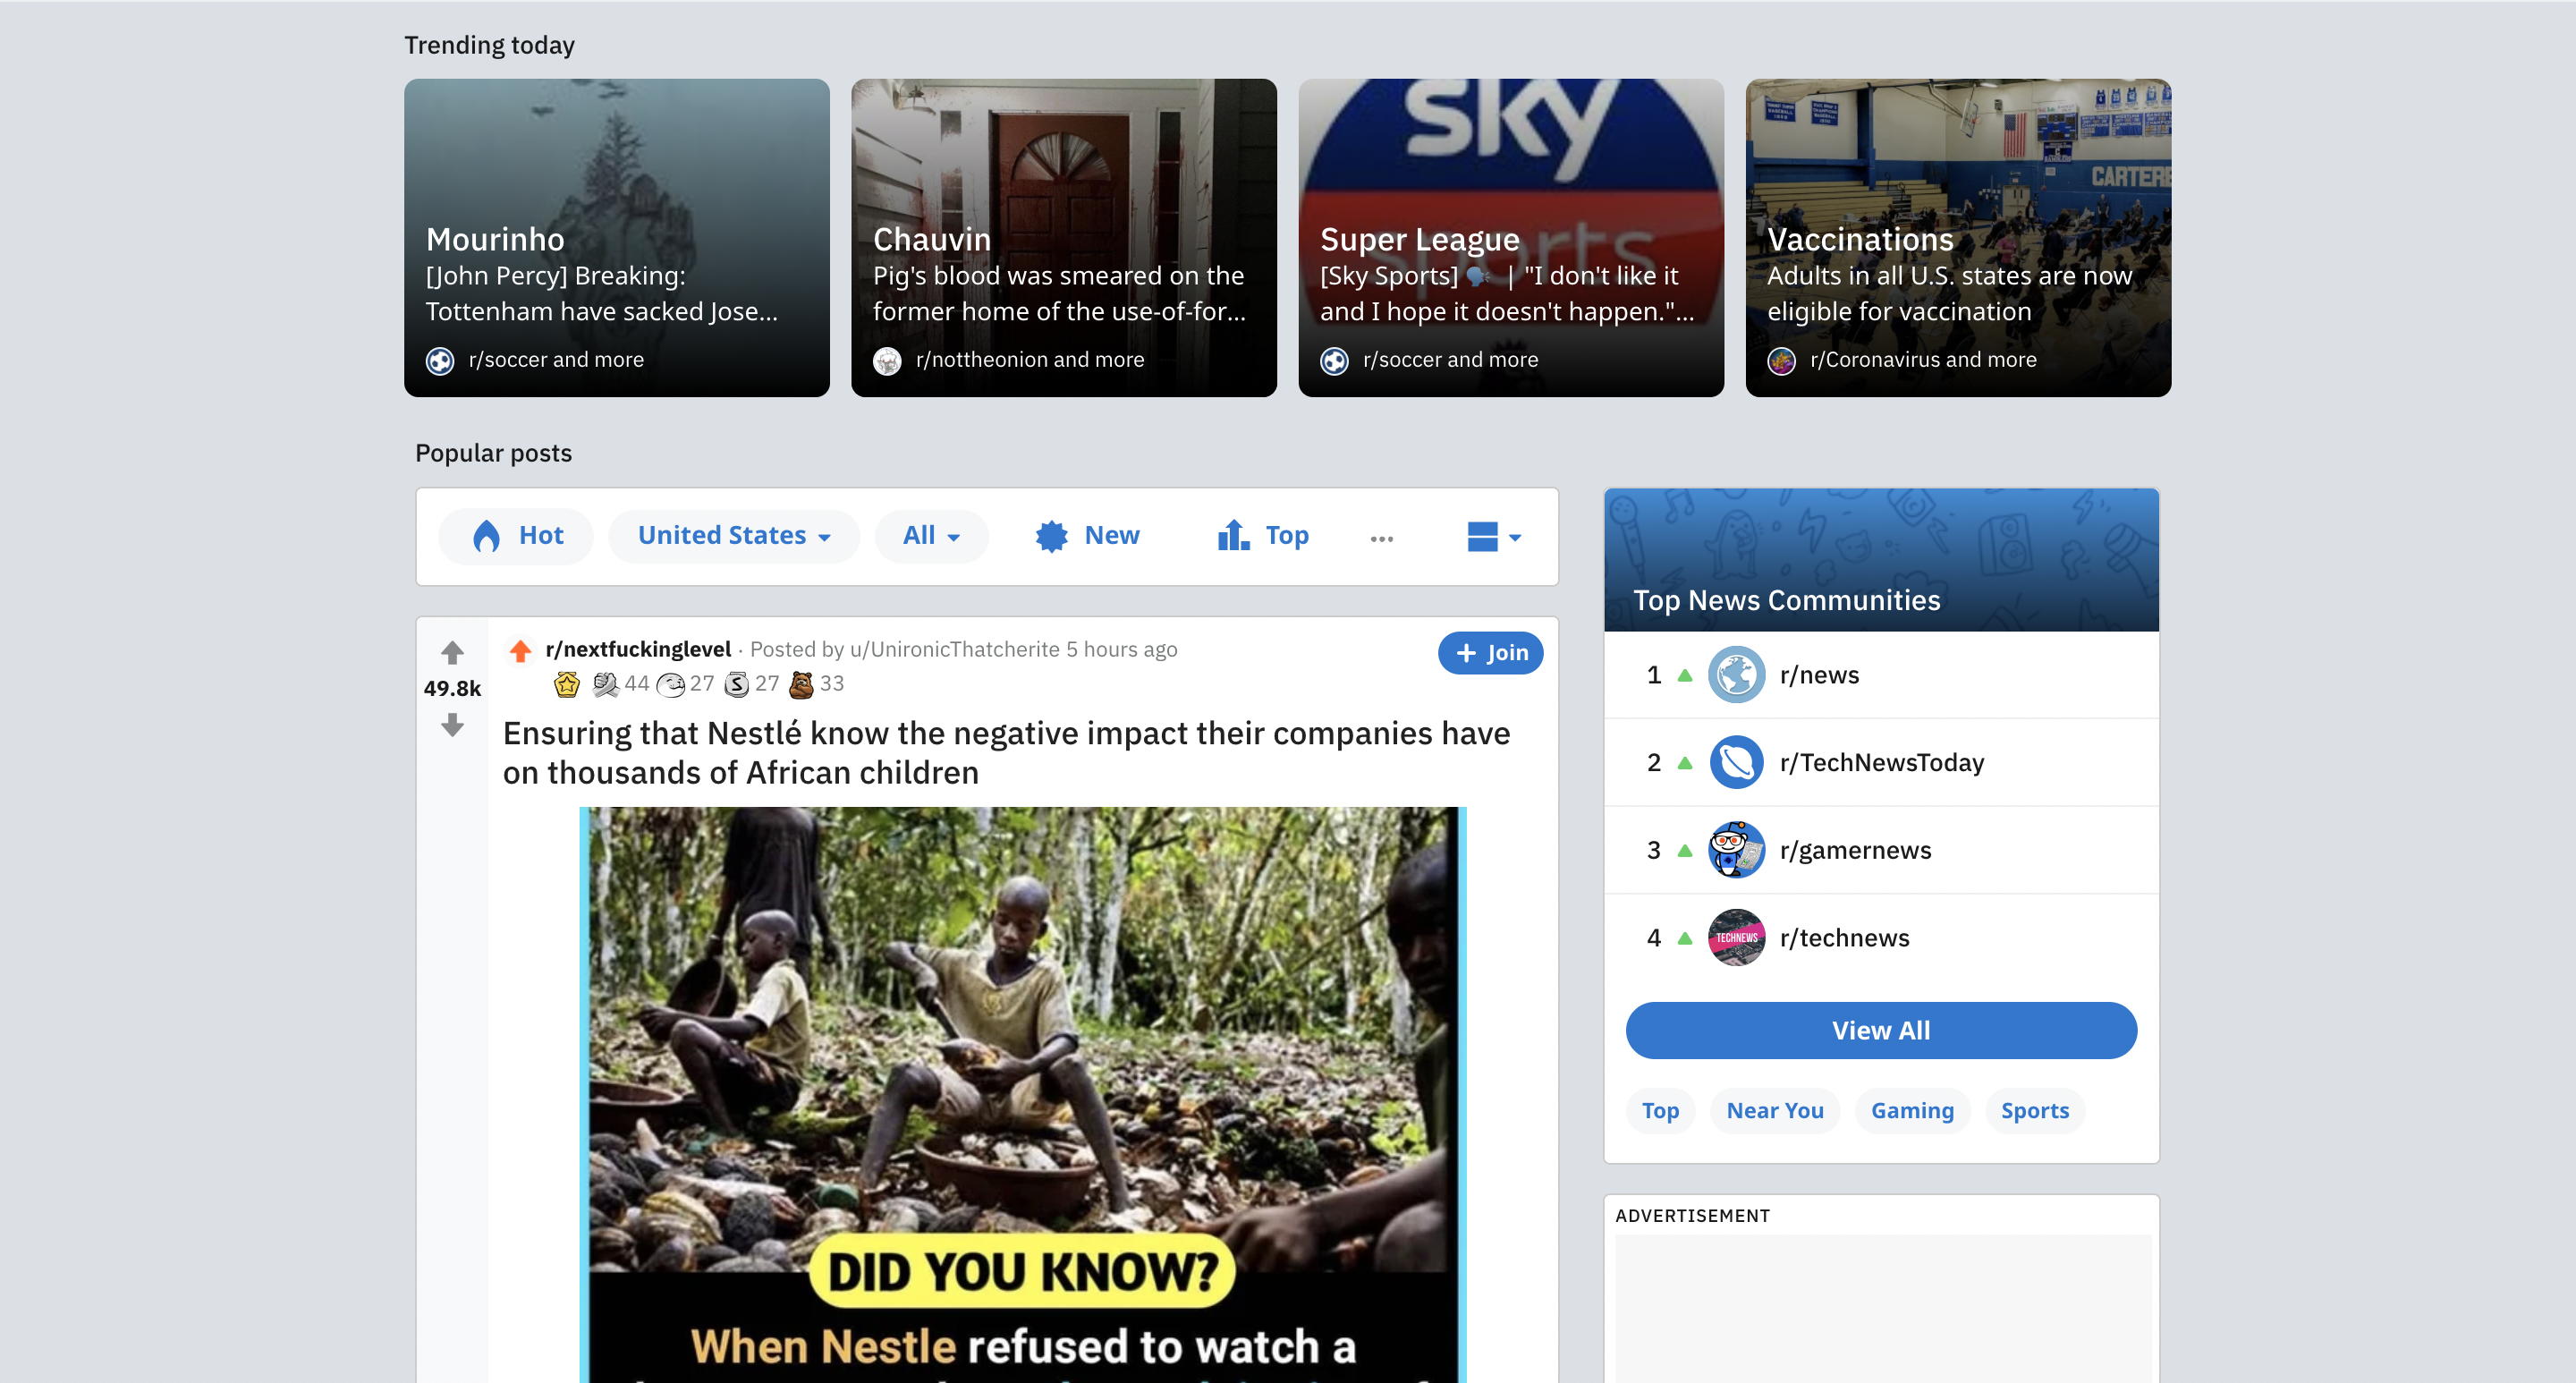 Trending today
sky
sports
Mourinho
[John Percy] Breaking:
Tottenham have sacked Jose...
r/soccer and more
Chauvin
Pig's blood was smeared on the
former home of the use-of-for...
r/nottheonion and more
Super League
[Sky Sports] 🗣 | "I don't like it
and I hope it doesn't happen."...
r/soccer and more
CARTERE
Vaccinations
Adults in all U.S. states are now
eligible for vaccination
r/Coronavirus and more
Popular posts
Hot
United States
All
New
Top
...
r/nextfuckinglevel · Posted by u/UnironicThatcherite 5 hours ago
+ Join
49.8k
44 27 S 27 33
Ensuring that Nestlé know the negative impact their companies have
on thousands of African children
DID YOU KNOW?
When Nestle refused to watch a
Top News Communities
1 r/news
2 r/TechNewsToday
3 r/gamernews
4 TECHNEWS r/technews
View All
Top Near You Gaming Sports
ADVERTISEMENT